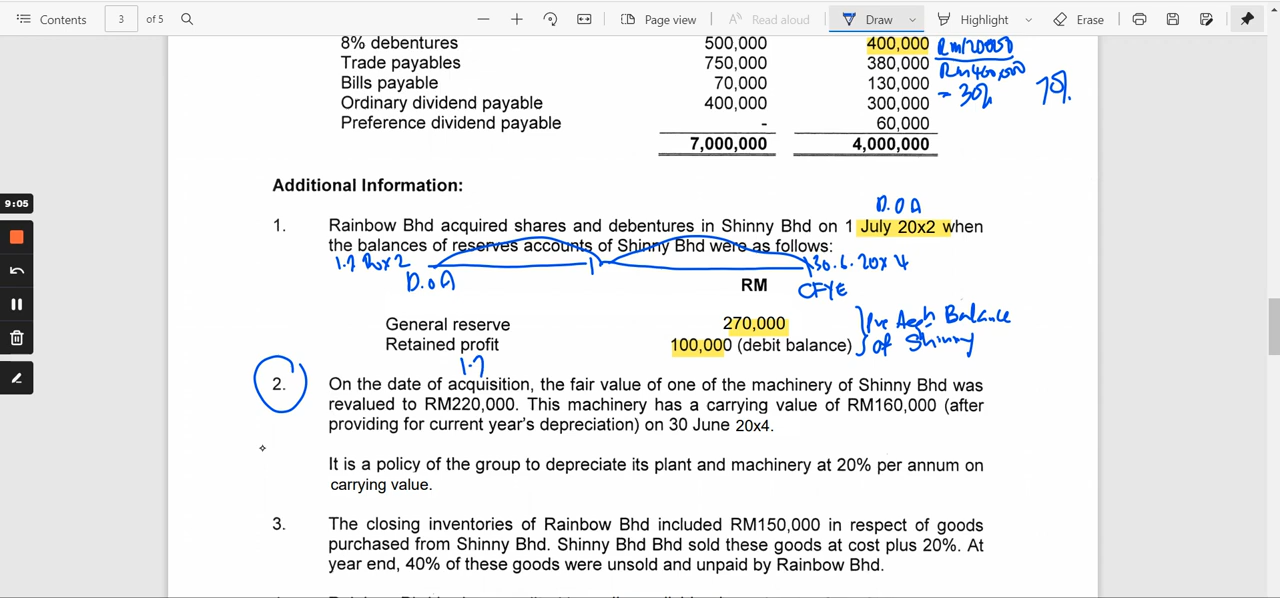 Contents 3 of 5 Page view Read aloud Draw Highlight Erase
8% debentures 500,000 400,000
Trade payables 750,000 380,000
Bills payable 70,000 130,000
Ordinary dividend payable 400,000 300,000
Preference dividend payable - 60,000
7,000,000 4,000,000
= 30%
Additional Information:
D.O A
1. Rainbow Bhd acquired shares and debentures in Shinny Bhd on 1 July 20x2 when
the balances of reserves accounts of Shinny Bhd were as follows:
30.6.20x4
D.O A
CFYE
RM
General reserve 270,000
Retained profit 100,000 (debit balance)
Balance
of Shinny
1.7
2. On the date of acquisition, the fair value of one of the machinery of Shinny Bhd was
revalued to RM220,000. This machinery has a carrying value of RM160,000 (after
providing for current year's depreciation) on 30 June 20x4.
It is a policy of the group to depreciate its plant and machinery at 20% per annum on
carrying value.
3. The closing inventories of Rainbow Bhd included RM150,000 in respect of goods
purchased from Shinny Bhd. Shinny Bhd Bhd sold these goods at cost plus 20%. At
year end, 40% of these goods were unsold and unpaid by Rainbow Bhd.
9:05